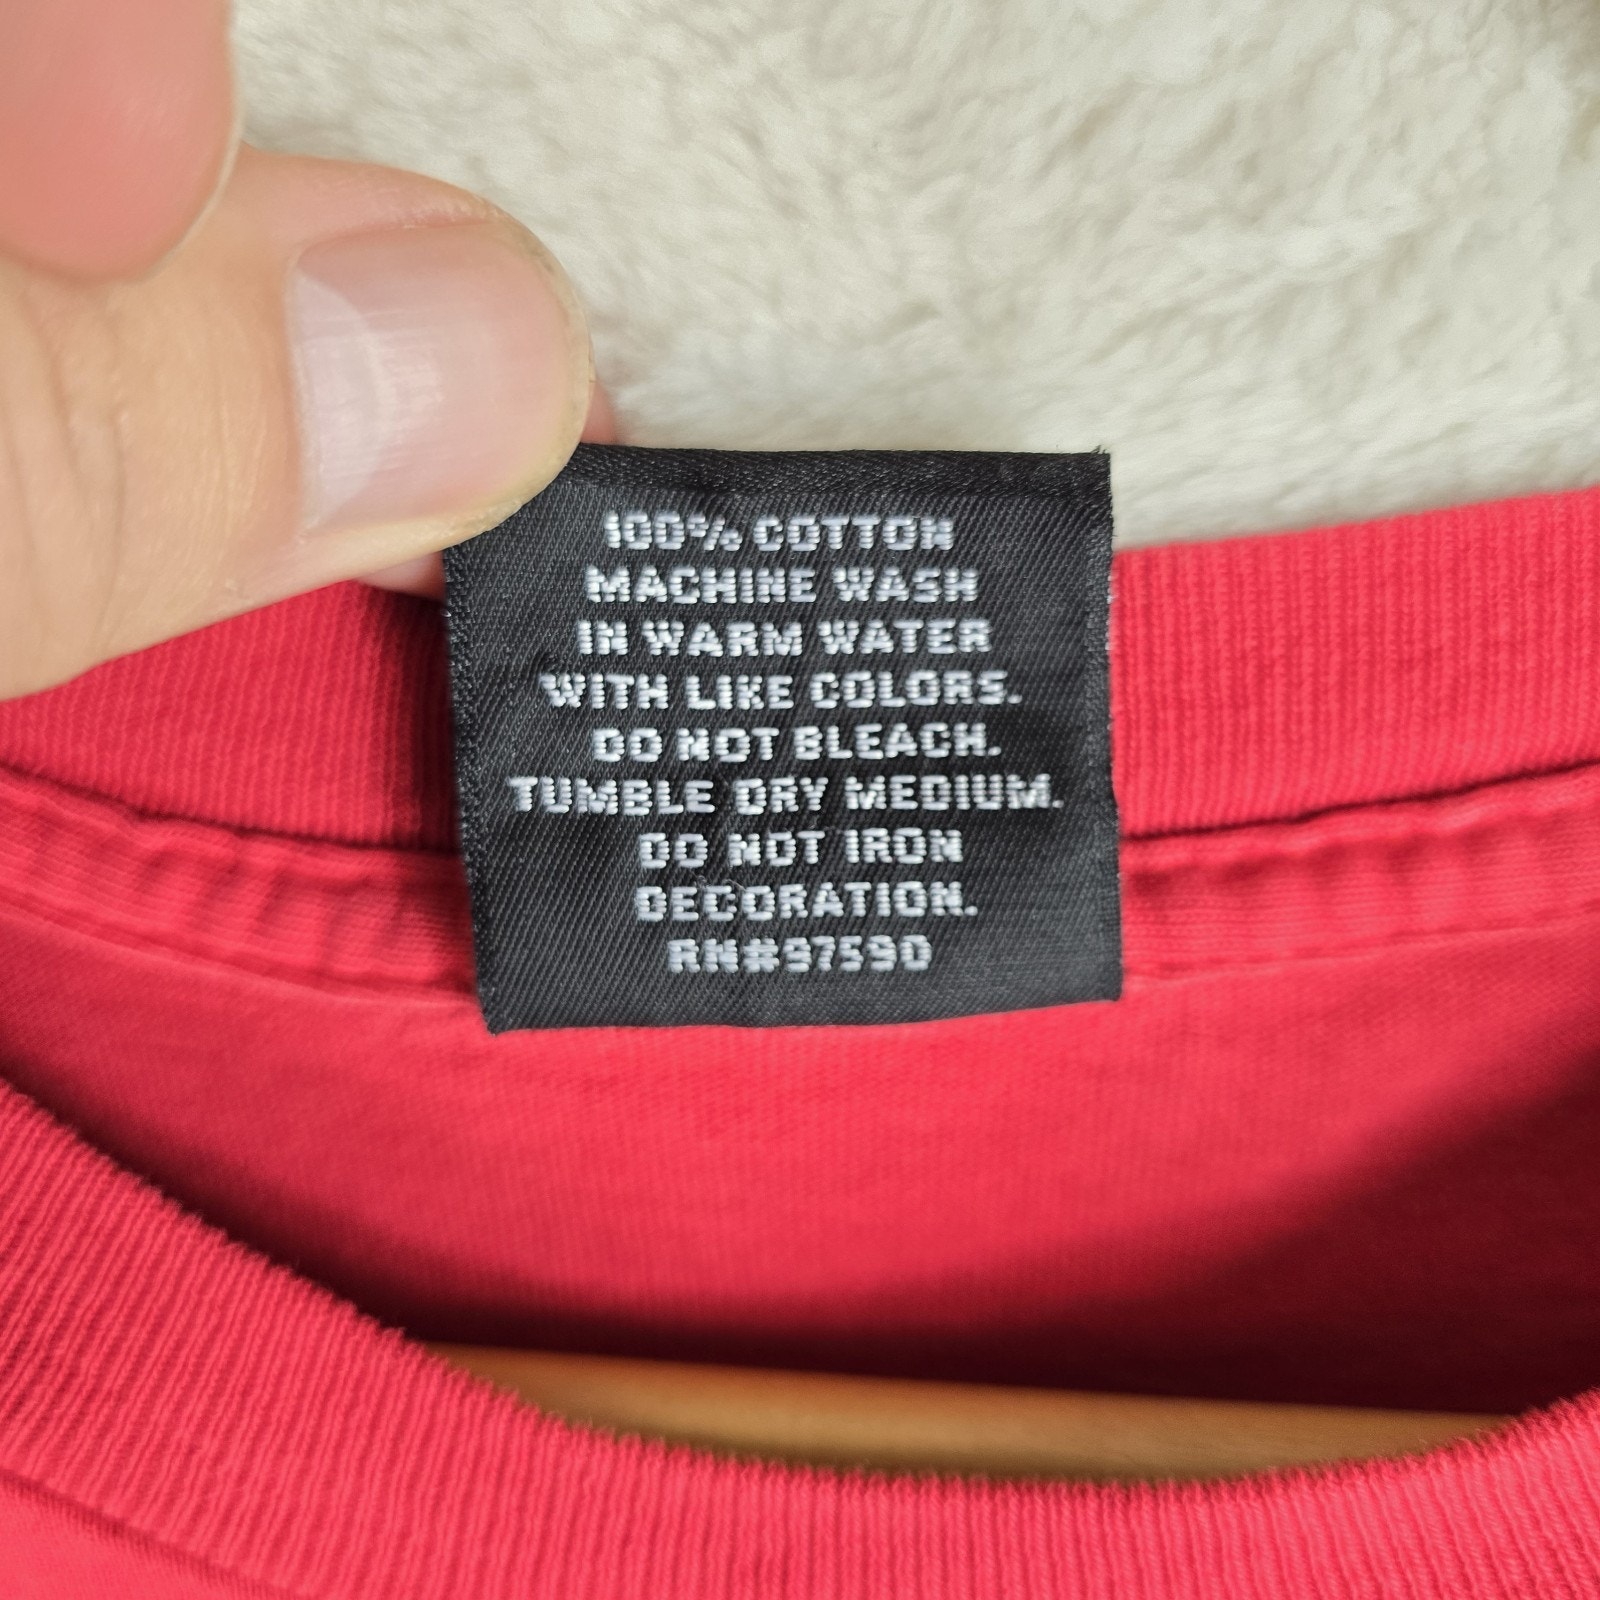 100% COTTON
MACHINE WASH
IN WARM WATER
WITH LIKE COLORS.
DO NOT BLEACH.
TUMBLE DRY MEDIUM.
DO NOT IRON
DECORATION.
RN#97590